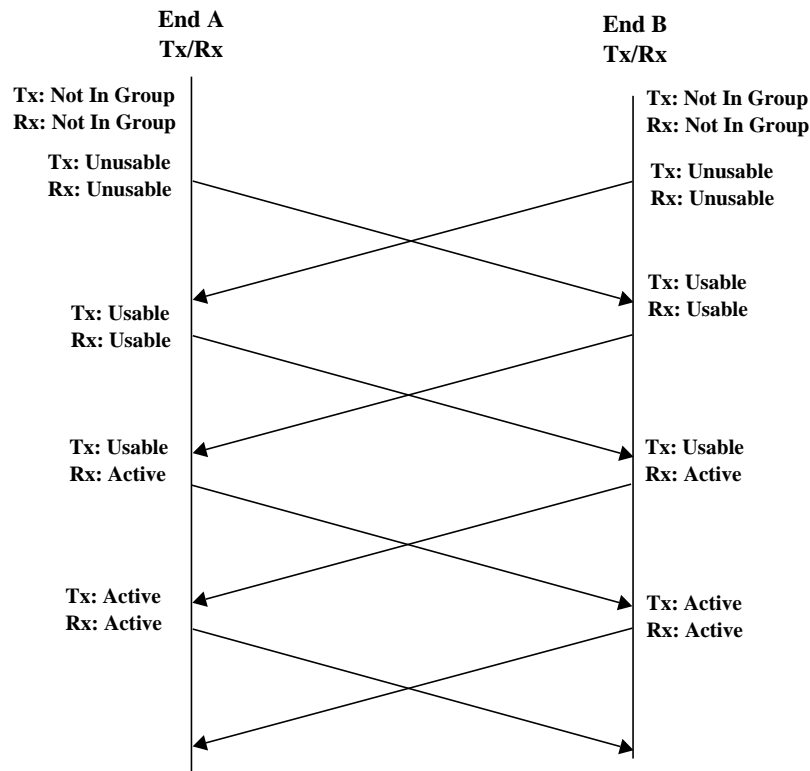 End A
Tx/Rx
End B
Tx/Rx
Tx: Not In Group
Rx: Not In Group
Tx: Not In Group
Rx: Not In Group
Tx: Unusable
Rx: Unusable
Tx: Unusable
Rx: Unusable
Tx: Usable
Rx: Usable
Tx: Usable
Rx: Usable
Tx: Usable
Rx: Active
Tx: Usable
Rx: Active
Tx: Active
Rx: Active
Tx: Active
Rx: Active